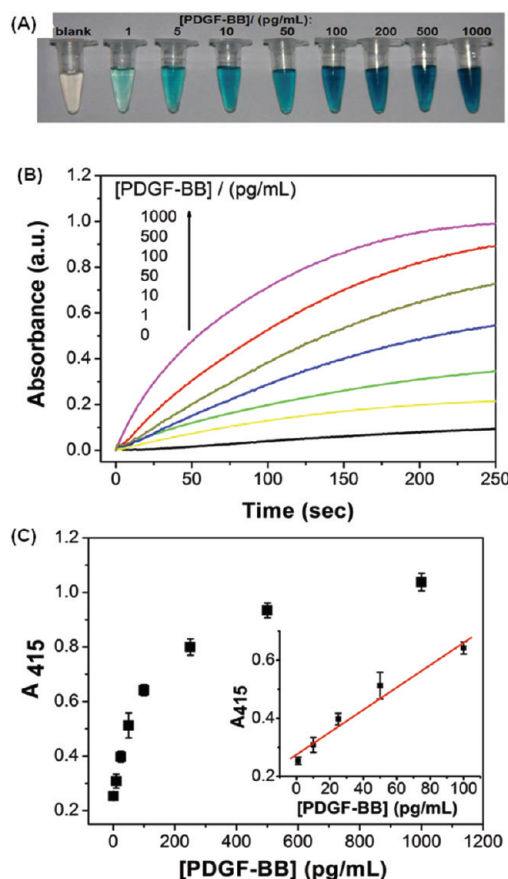 (A)
[PDGF-BB]/ (pg/mL):
blank 1 5 10 50 100 200 500 1000
(B)
[PDGF-BB] / (pg/mL)
1000
500
100
50
10
1
0
Absorbance (a.u.)
1.2
1.0
0.8
0.6
0.4
0.2
0.0
0 50 100 150 200 250
Time (sec)
(C)
A 415
1.2
1.0
0.8
0.6
0.4
0.2
0 200 400 600 800 1000 1200
[PDGF-BB] (pg/mL)
A415
0.6
0.4
0.2
0 20 40 60 80 100
[PDGF-BB] (pg/mL)